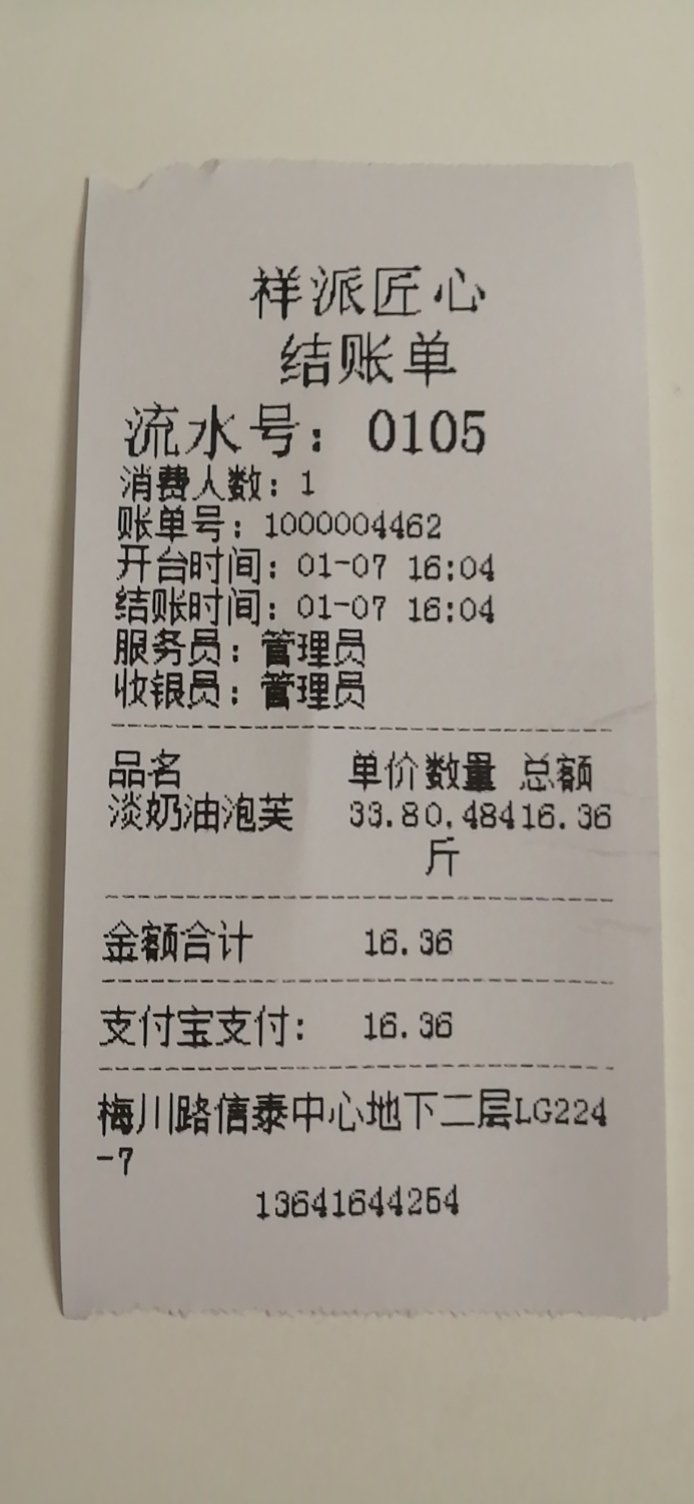 祥派匠心
结账单
流水号：0105
消费人数：1
账单号：1000004462
开台时间：01-07 16:04
结账时间：01-07 16:04
服务员：管理员
收银员：管理员
品名 单价数量 总额
淡奶油泡芙 33.80.48416.36
斤
金额合计 16.36
支付宝支付： 16.36
梅川路信泰中心地下二层LG224
-7
13641644254